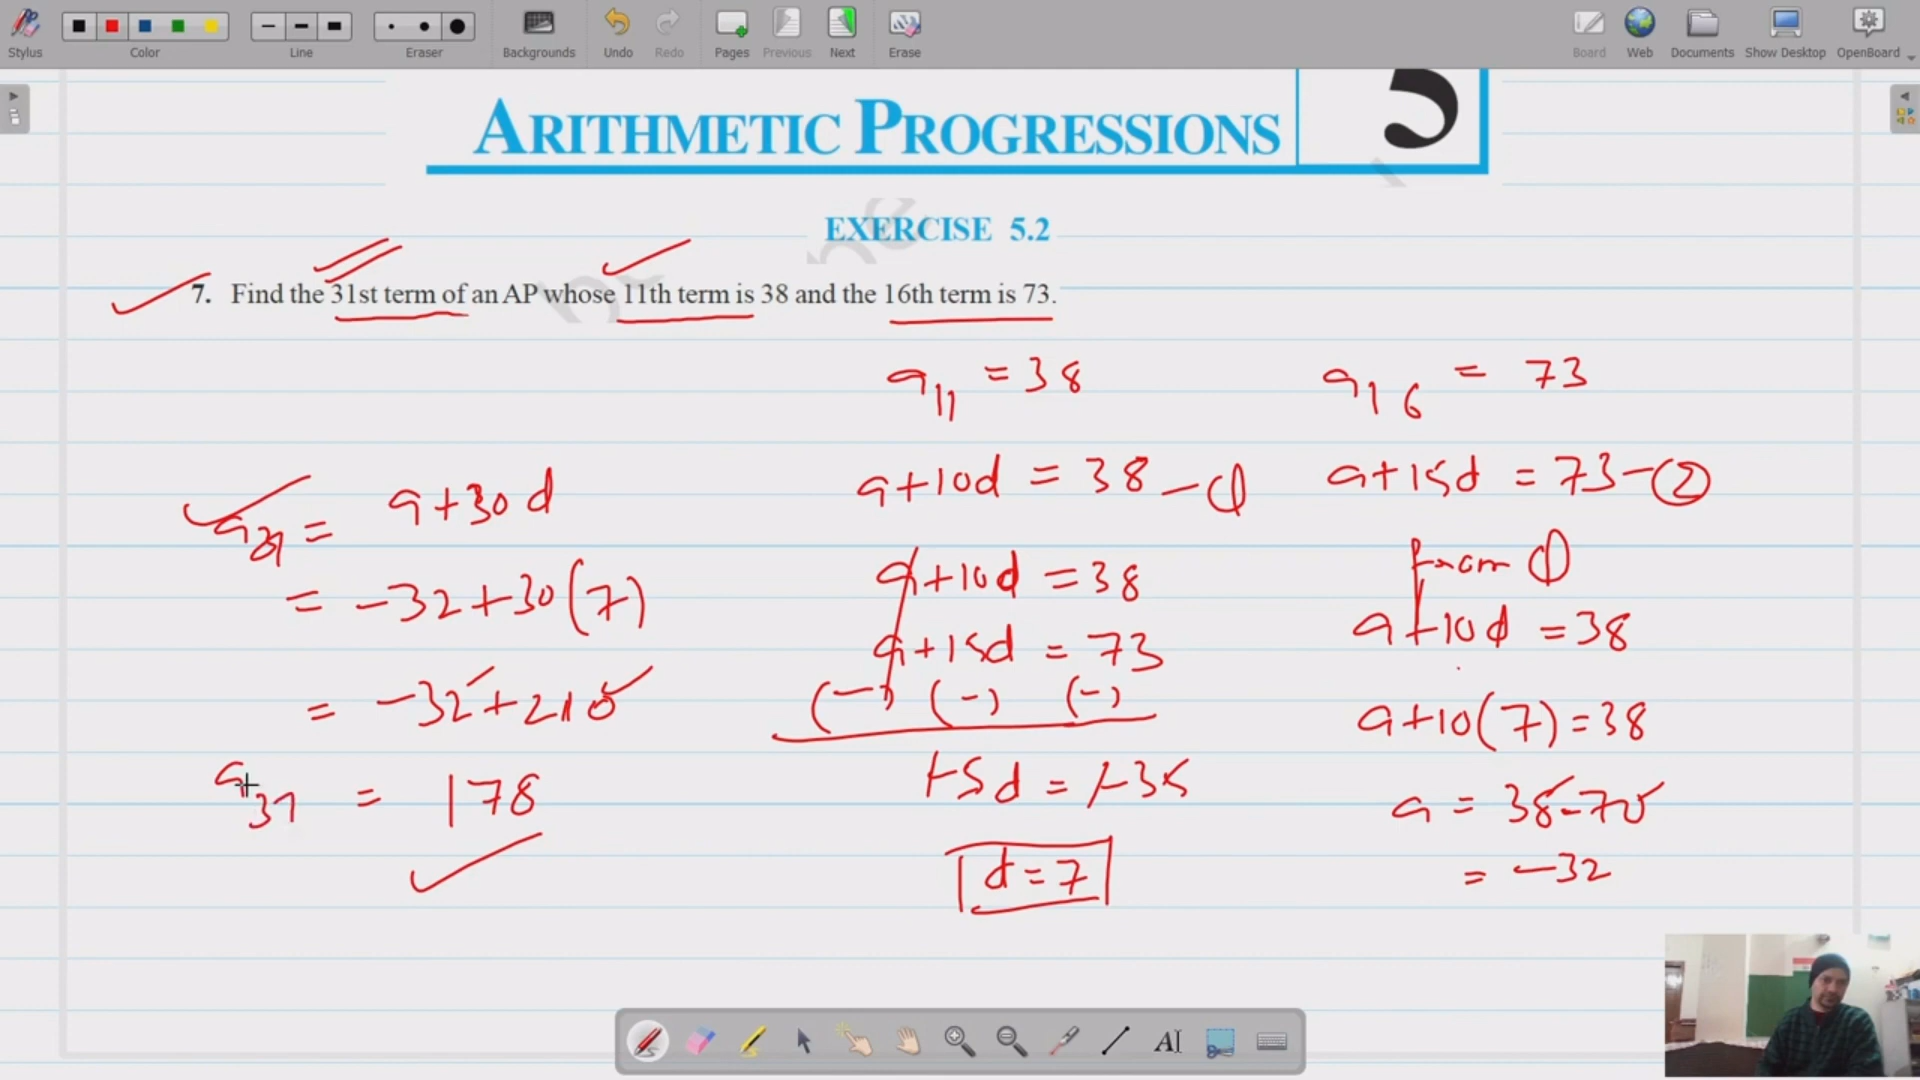 Stylus Color Line Eraser Backgrounds Undo Redo Pages Previous Next Erase Board Web Documents Show Desktop OpenBoard
ARITHMETIC PROGRESSIONS 5
EXERCISE 5.2
7. Find the 31st term of an AP whose 11th term is 38 and the 16th term is 73.
a₁₁ = 38
a₁₆ = 73
a+10d = 38 - ①
a+15d = 73 - ②
a₃₁ = a+30d
= -32+30(7)
= -32+210
a₃₁ = 178
a+10d = 38
a+15d = 73
(-) (-) (-)
-5d = -35
d = 7
from ①
a+10d = 38
a+10(7) = 38
a = 38-70
= -32